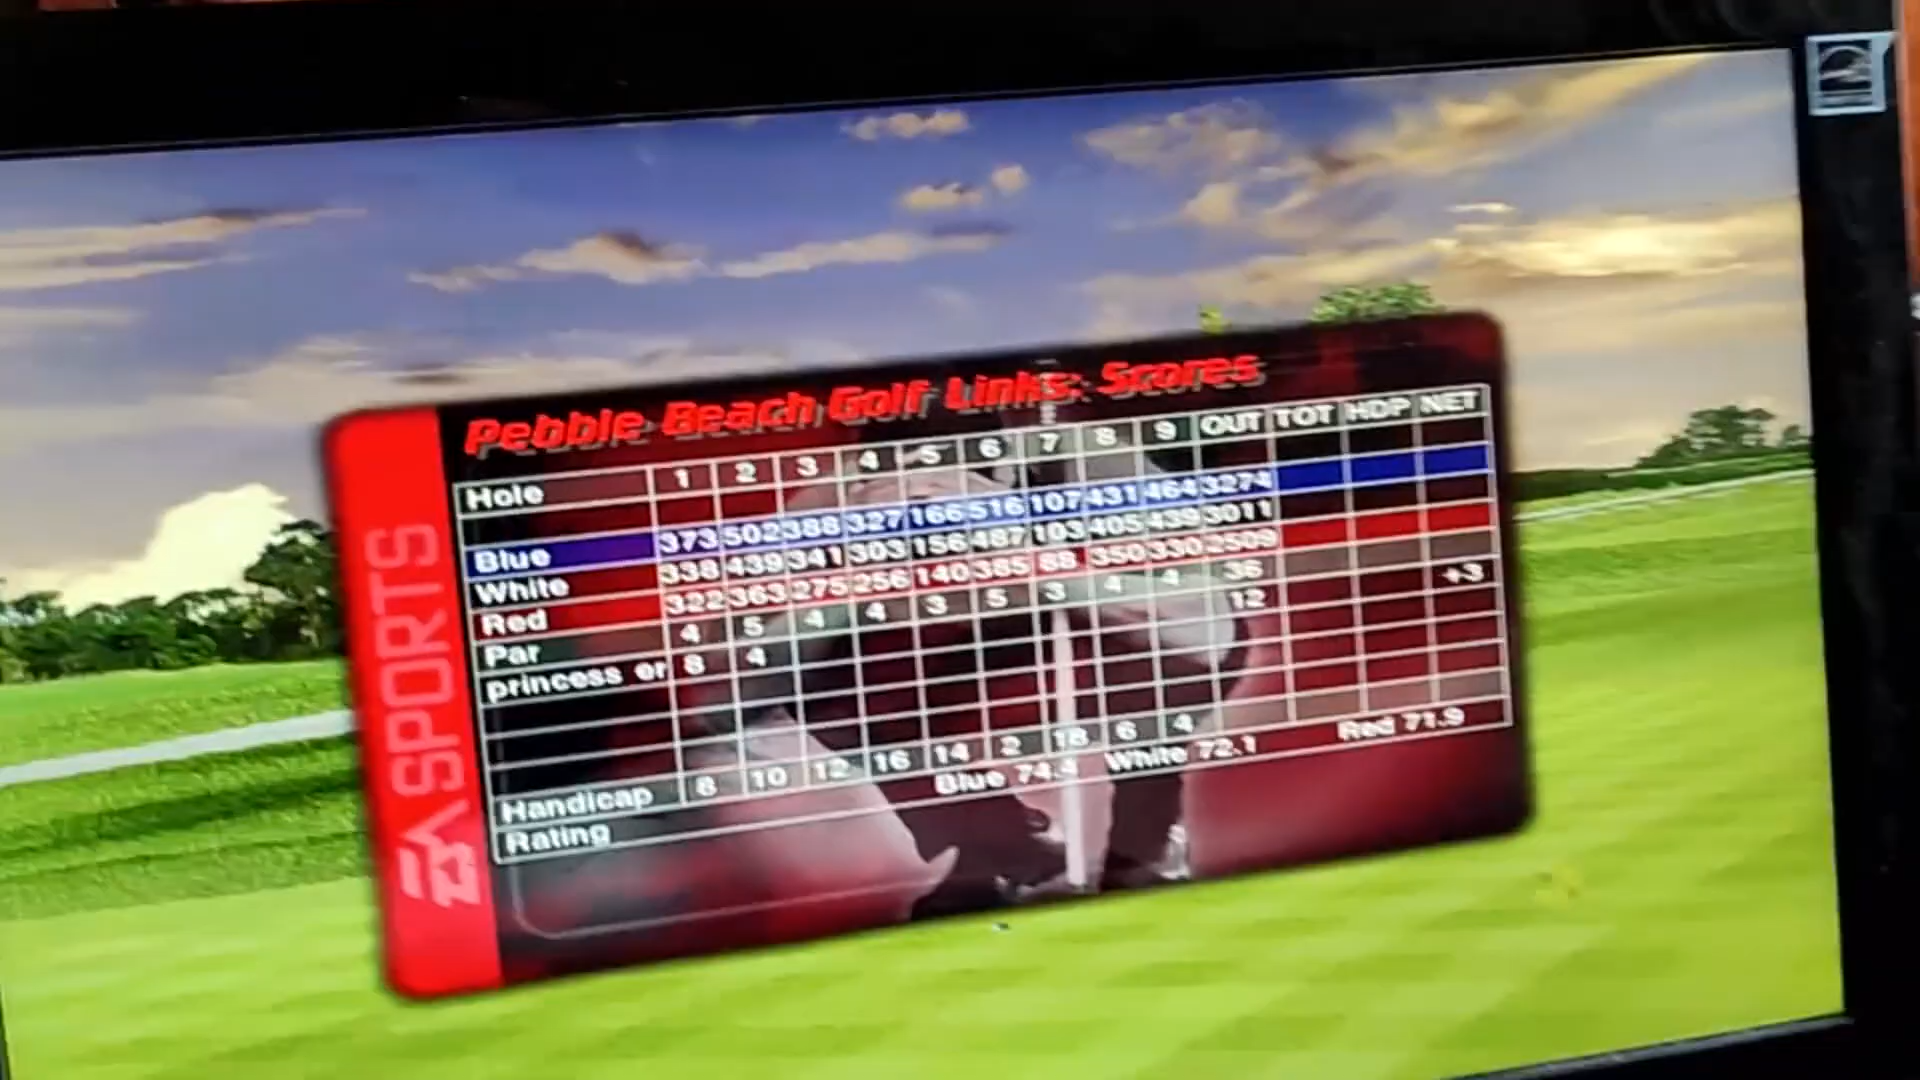 Pebble Beach Golf Links: Scores
Hole 1 2 3 4 5 6 7 8 9 OUT TOT HDP NET
Blue 373 502 388 327 166 516 107 431 464 3274
White 338 439 341 303 156 487 103 405 439 3011
Red 322 363 275 256 140 385 88 350 330 2509
Par 4 5 4 4 3 5 3 4 4 36
princess er 8 4 12 +3
Handicap 8 10 12 16 14 2 18 6 4
Rating Blue 74.4 White 72.1 Red 71.9
EA SPORTS